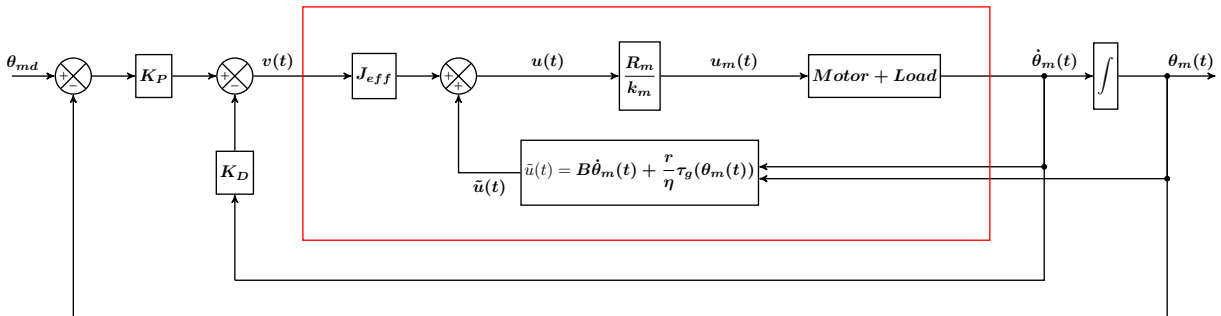 θ_md + − K_P + − v(t) J_eff + + u(t) R_m/k_m u_m(t) Motor + Load θ̇_m(t) ∫ θ_m(t)
K_D ũ(t) ũ(t) = Bθ̇_m(t) + r/η τ_g(θ_m(t))